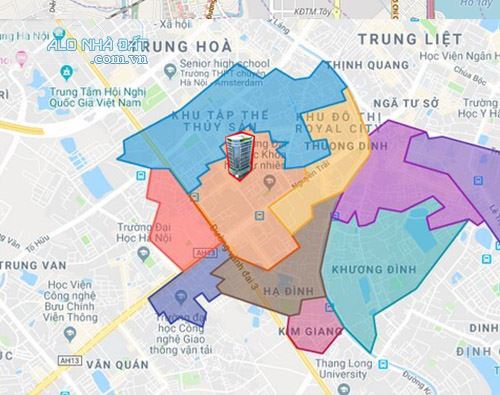 KĐTM.Tây
Xã hội
ALO NHÀ ĐẤT
.com.vn
TRUNG HOÀ
TRUNG LIỆT
Láng
Học Viện Ngân
Senior high school
Trường THPT chuyên
Hà Nội - Amsterdam
THỊNH QUANG
Chùa Bộc
Trung Tâm Hội Nghị
Quốc Gia Việt Nam
KHU TẬP THỂ
THỦY SẢN
KHU ĐÔ THỊ
ROYAL CITY
NGÃ TƯ SỞ
Trường
Y Hà N
THƯỢNG ĐÌNH
Nguyễn Trãi
Tố Hữu
Trường Đại
học Hà Nội
AH13
Đường vành đai 3
TRUNG VĂN
HẠ ĐÌNH
KHƯƠNG ĐÌNH
Học Viện
Công nghệ
Bưu Chính
Viễn Thông
Trường đại
học Công
nghệ Giao
thông vận tải
KIM GIANG
AH13
VĂN QUÁN
Thang Long
University